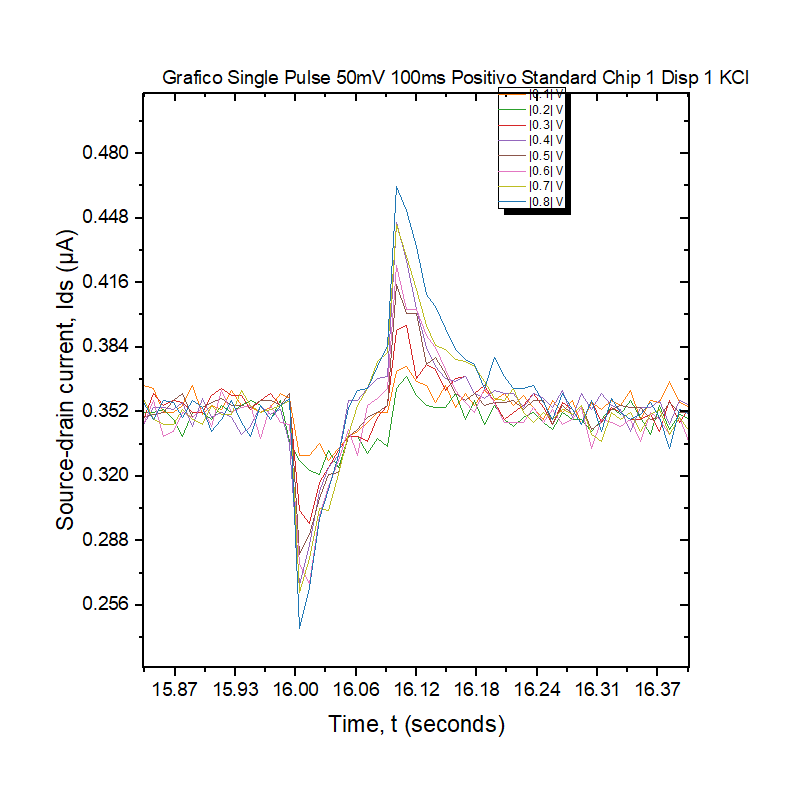 Grafico Single Pulse 50mV 100ms Positivo Standard Chip 1 Disp 1 KCl
|0.1| V
|0.2| V
|0.3| V
|0.4| V
|0.5| V
|0.6| V
|0.7| V
|0.8| V
0.480
0.448
0.416
0.384
0.352
0.320
0.288
0.256
Source-drain current, Ids (µA)
15.87 15.93 16.00 16.06 16.12 16.18 16.24 16.31 16.37
Time, t (seconds)